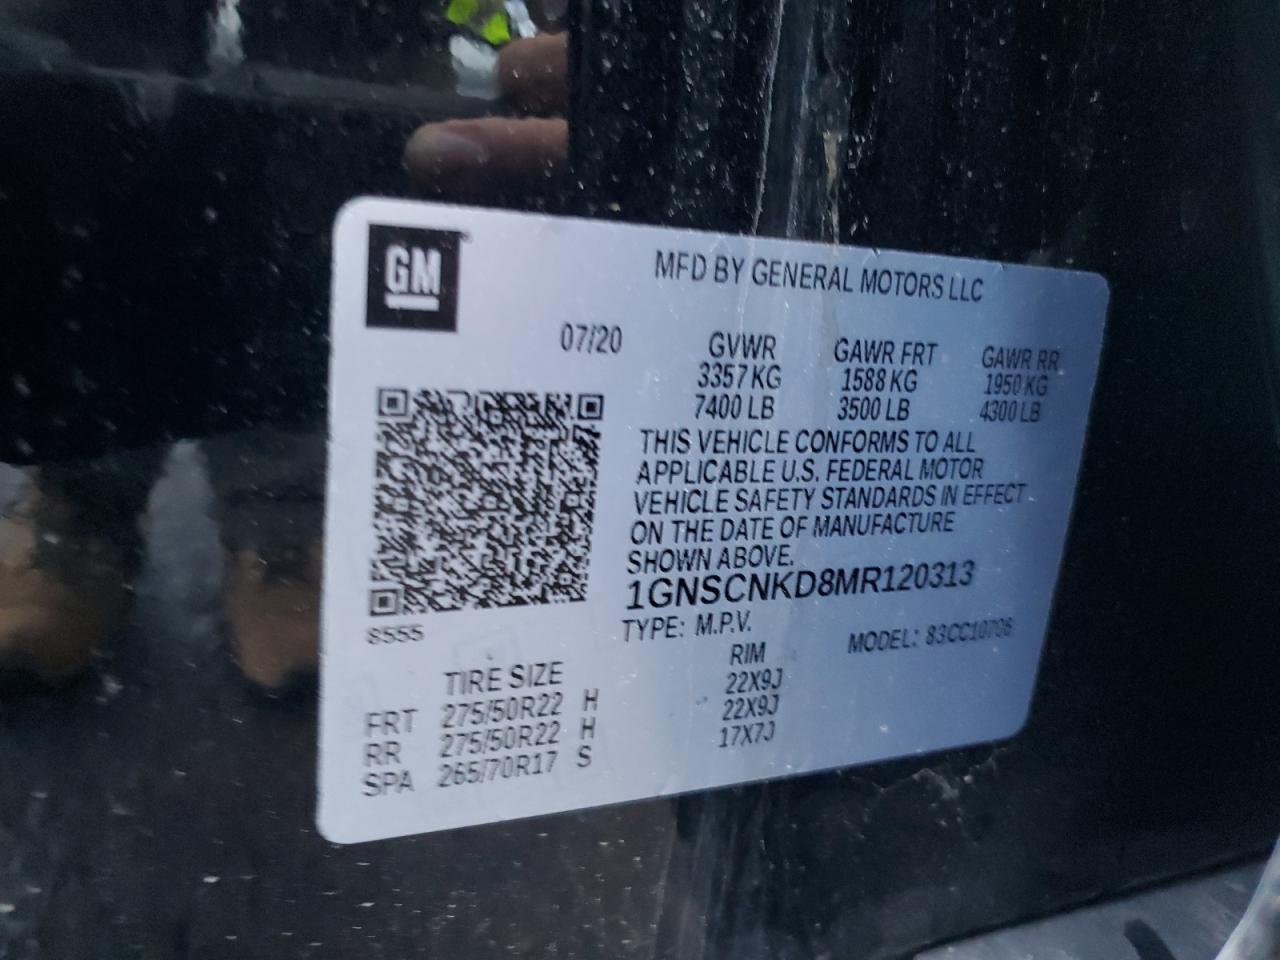 GM
MFD BY GENERAL MOTORS LLC
07/20 GVWR GAWR FRT GAWR RR
3357 KG 1588 KG 1950 KG
7400 LB 3500 LB 4300 LB
THIS VEHICLE CONFORMS TO ALL
APPLICABLE U.S. FEDERAL MOTOR
VEHICLE SAFETY STANDARDS IN EFFECT
ON THE DATE OF MANUFACTURE
SHOWN ABOVE.
1GNSCNKD8MR120313
8555
TYPE: M.P.V. MODEL: 83CC10706
TIRE SIZE RIM
FRT 275/50R22 H 22X9J
RR 275/50R22 H 22X9J
SPA 265/70R17 S 17X7J